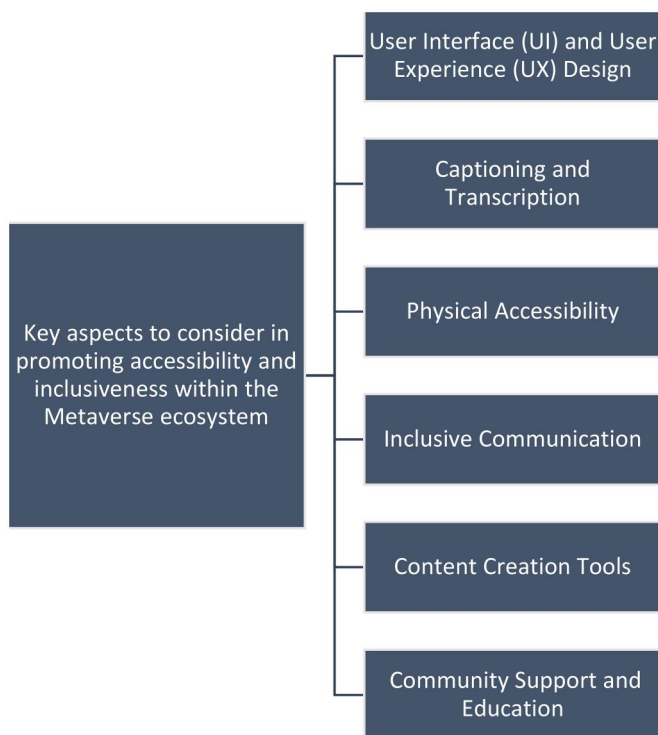 User Interface (UI) and User
Experience (UX) Design
Captioning and
Transcription
Physical Accessibility
Key aspects to consider in
promoting accessibility and
inclusiveness within the
Metaverse ecosystem
Inclusive Communication
Content Creation Tools
Community Support and
Education